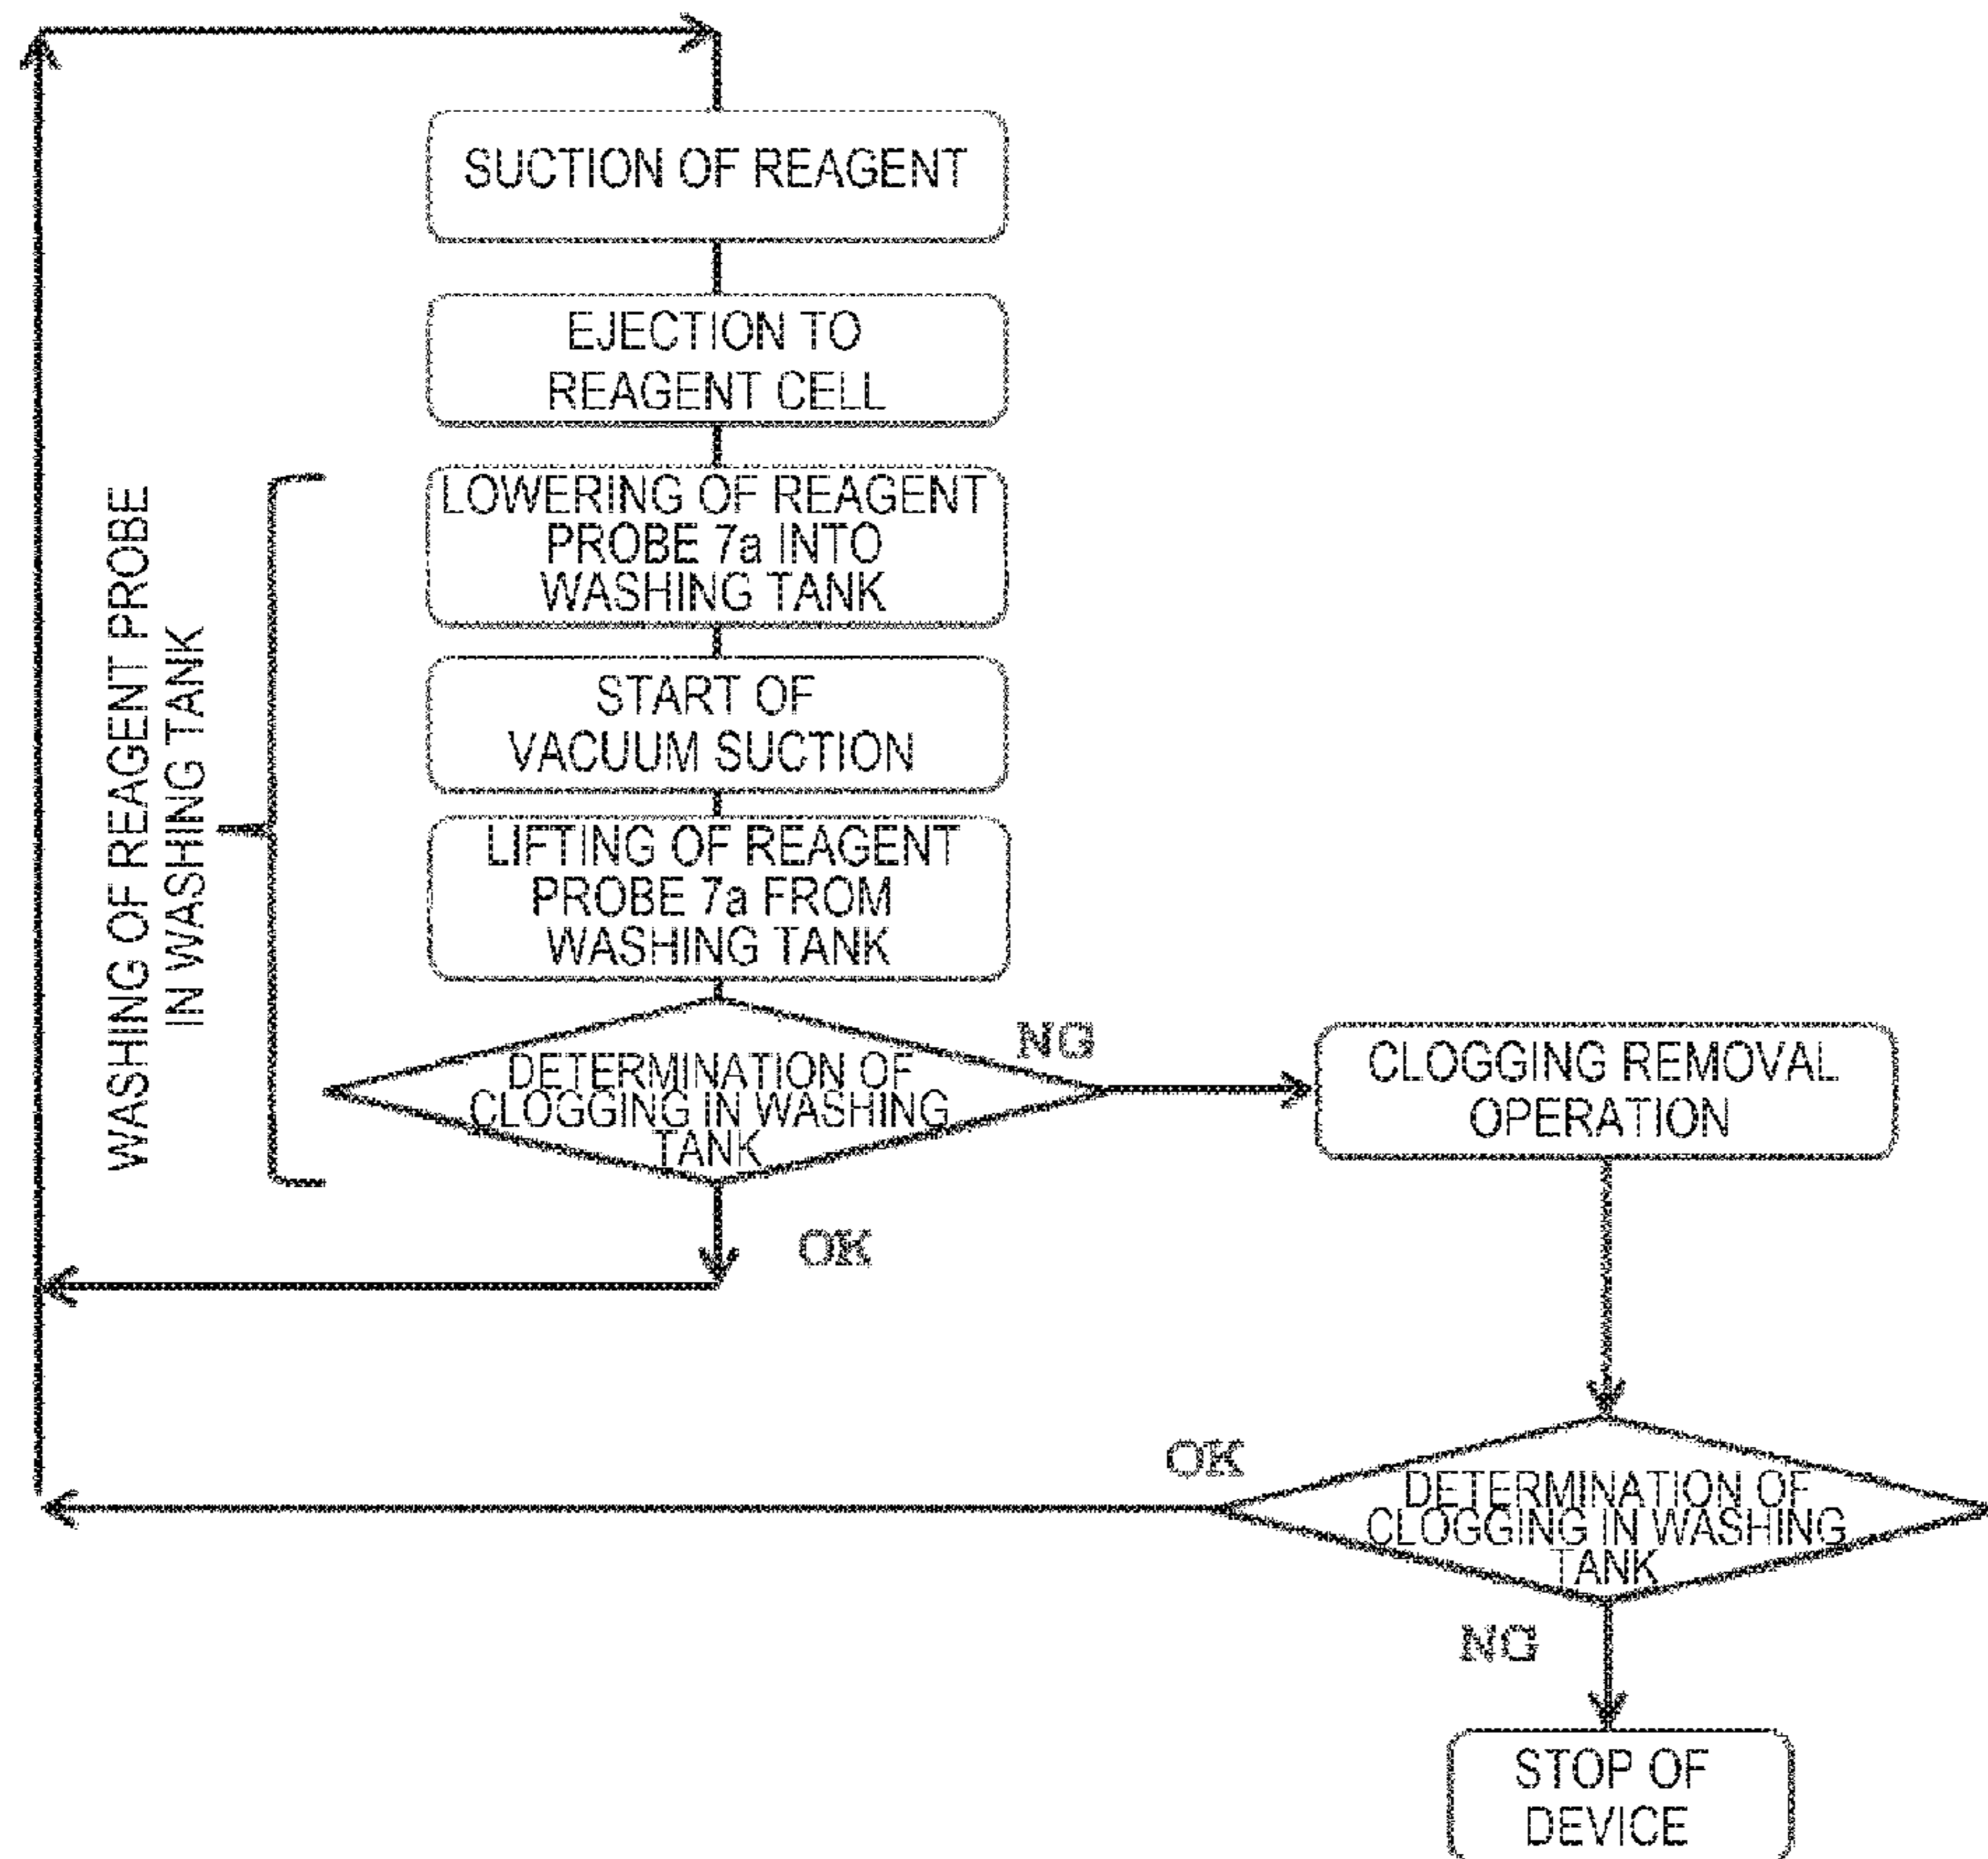 SUCTION OF REAGENT
EJECTION TO
REAGENT CELL
WASHING OF REAGENT PROBE
IN WASHING TANK
LOWERING OF REAGENT
PROBE 7a INTO
WASHING TANK
START OF
VACUUM SUCTION
LIFTING OF REAGENT
PROBE 7a FROM
WASHING TANK
DETERMINATION OF
CLOGGING IN WASHING
TANK
NG
CLOGGING REMOVAL
OPERATION
OK
OK
DETERMINATION OF
CLOGGING IN WASHING
TANK
NG
STOP OF
DEVICE